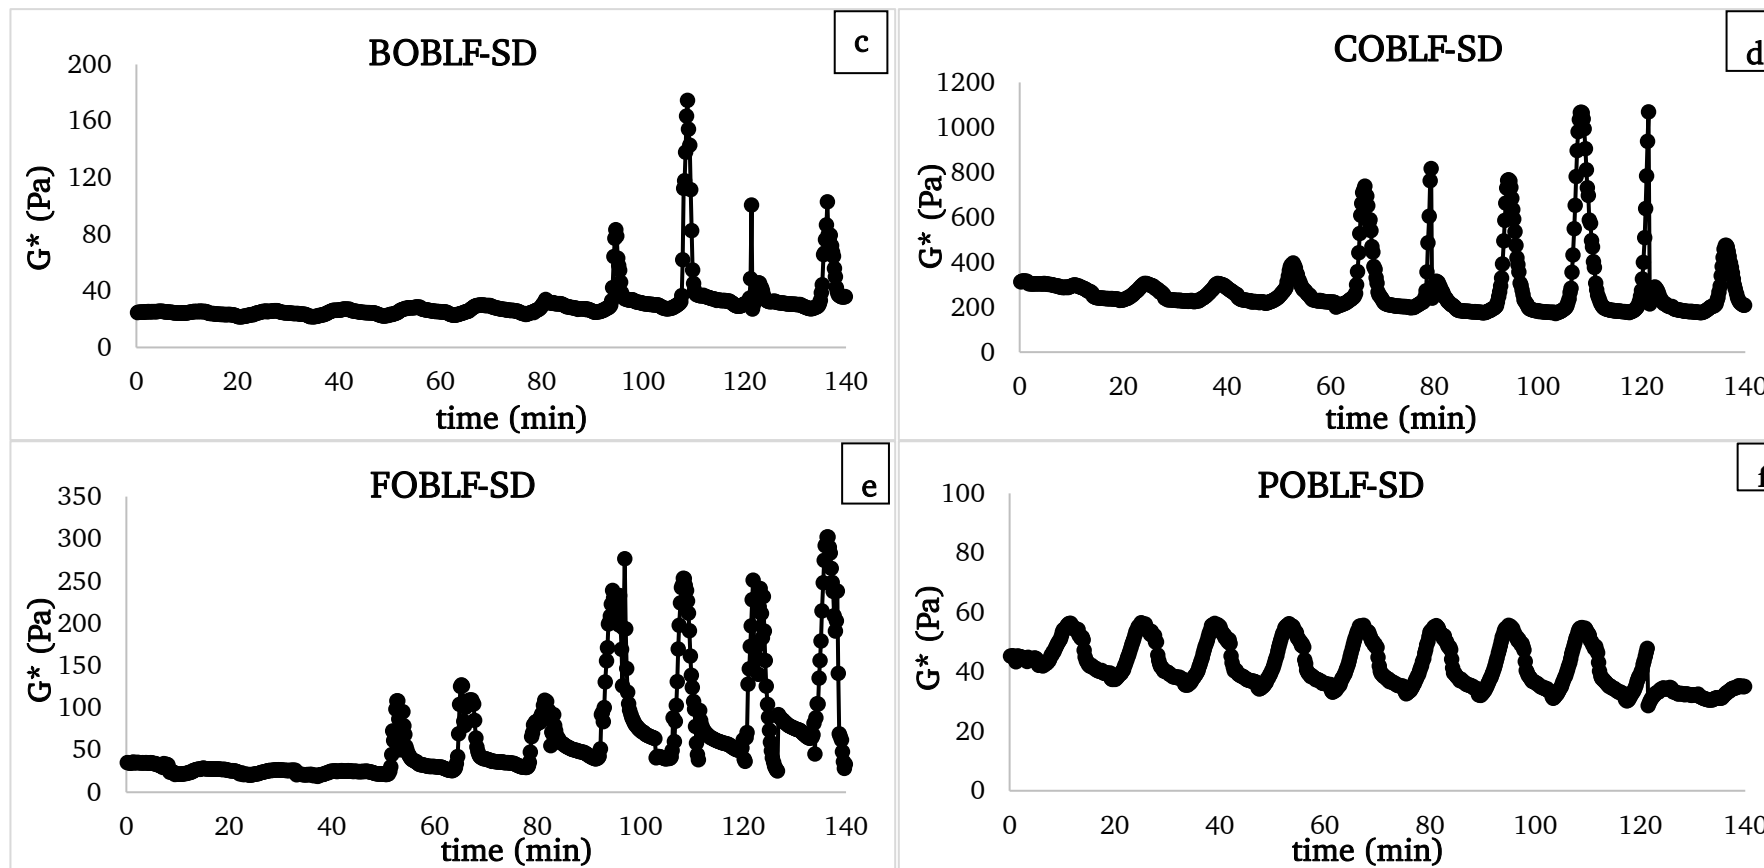 BOBLF-SD
c
200
160
120
80
40
0
G* (Pa)
0 20 40 60 80 100 120 140
time (min)
COBLF-SD
d
1200
1000
800
600
400
200
0
G* (Pa)
0 20 40 60 80 100 120 140
time (min)
FOBLF-SD
e
350
300
250
200
150
100
50
0
G* (Pa)
0 20 40 60 80 100 120 140
time (min)
POBLF-SD
f
100
80
60
40
20
0
G* (Pa)
0 20 40 60 80 100 120 140
time (min)